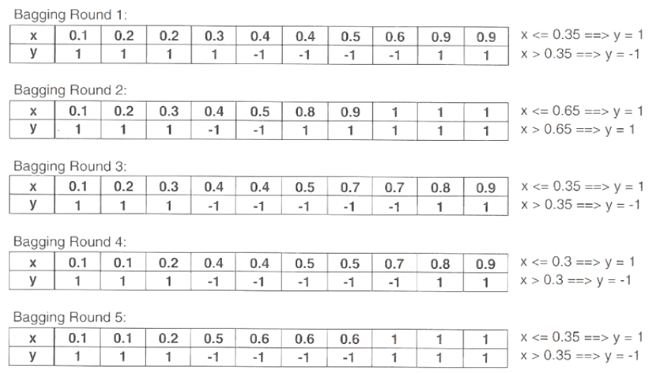 Bagging Round 1:
x 0.1 0.2 0.2 0.3 0.4 0.4 0.5 0.6 0.9 0.9 x <= 0.35 ==> y = 1
y 1 1 1 1 -1 -1 -1 -1 1 1 x > 0.35 ==> y = -1
Bagging Round 2:
x 0.1 0.2 0.3 0.4 0.5 0.8 0.9 1 1 1 x <= 0.65 ==> y = 1
y 1 1 1 -1 -1 1 1 1 1 1 x > 0.65 ==> y = 1
Bagging Round 3:
x 0.1 0.2 0.3 0.4 0.4 0.5 0.7 0.7 0.8 0.9 x <= 0.35 ==> y = 1
y 1 1 1 -1 -1 -1 -1 -1 1 1 x > 0.35 ==> y = -1
Bagging Round 4:
x 0.1 0.1 0.2 0.4 0.4 0.5 0.5 0.7 0.8 0.9 x <= 0.3 ==> y = 1
y 1 1 1 -1 -1 -1 -1 -1 1 1 x > 0.3 ==> y = -1
Bagging Round 5:
x 0.1 0.1 0.2 0.5 0.6 0.6 0.6 1 1 1 x <= 0.35 ==> y = 1
y 1 1 1 -1 -1 -1 -1 1 1 1 x > 0.35 ==> y = -1